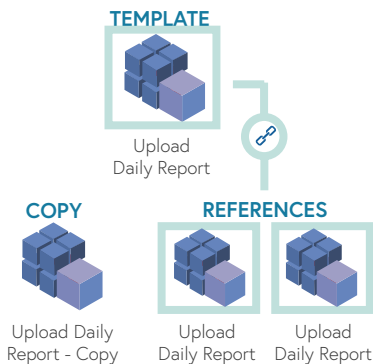 TEMPLATE
Upload
Daily Report
COPY
Upload Daily
Report - Copy
REFERENCES
Upload
Daily Report
Upload
Daily Report